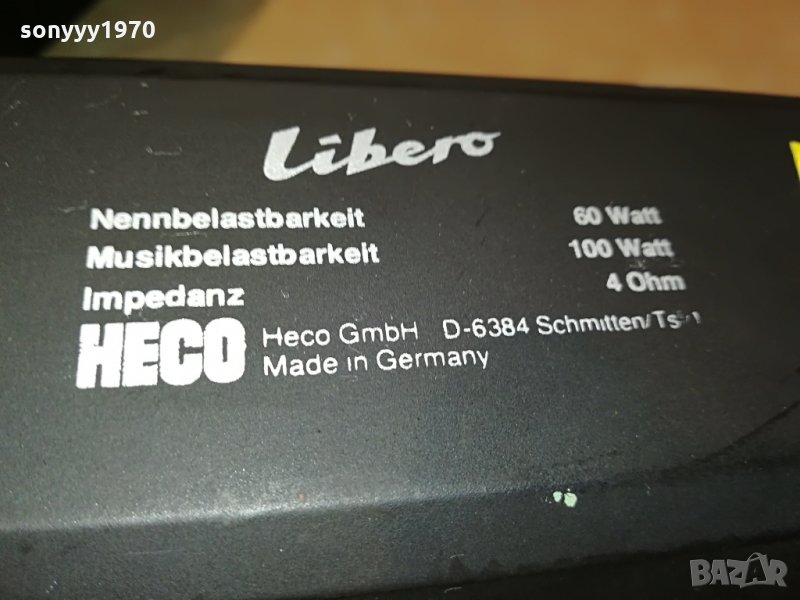 sonyyy1970
Libero
Nennbelastbarkeit 60 Watt
Musikbelastbarkeit 100 Watt
Impedanz 4 Ohm
HECO Heco GmbH D-6384 Schmitten/
Made in Germany
BAZAR